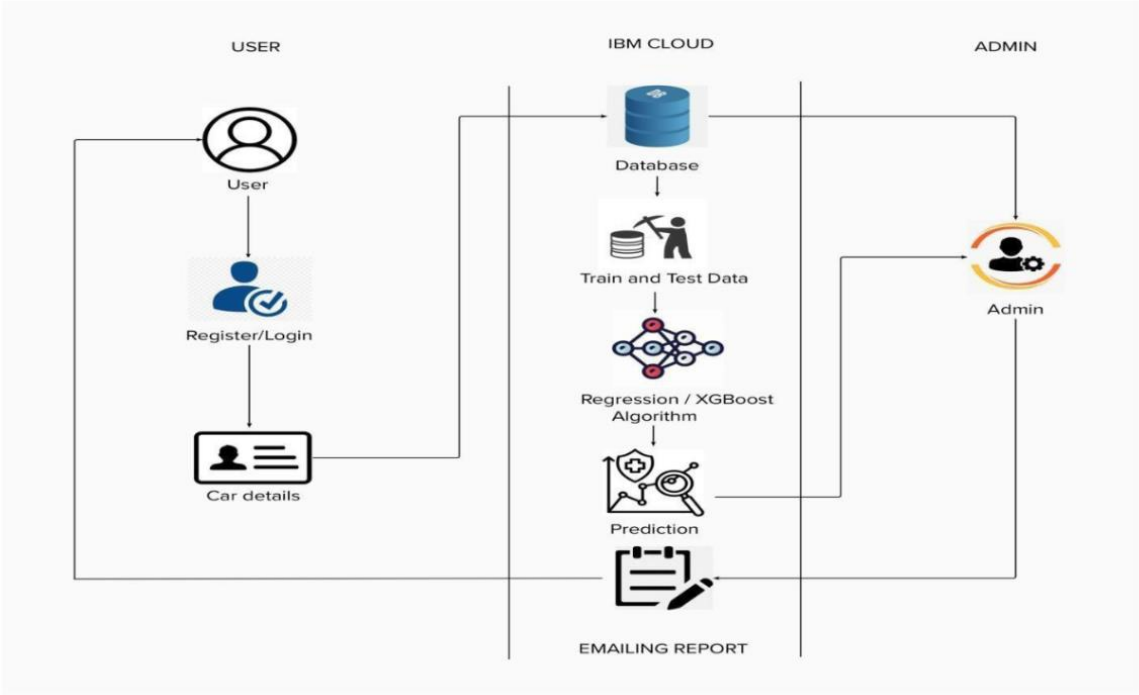 USER
IBM CLOUD
ADMIN
User
Register/Login
Car details
Database
Train and Test Data
Regression / XGBoost
Algorithm
Prediction
EMAILING REPORT
Admin